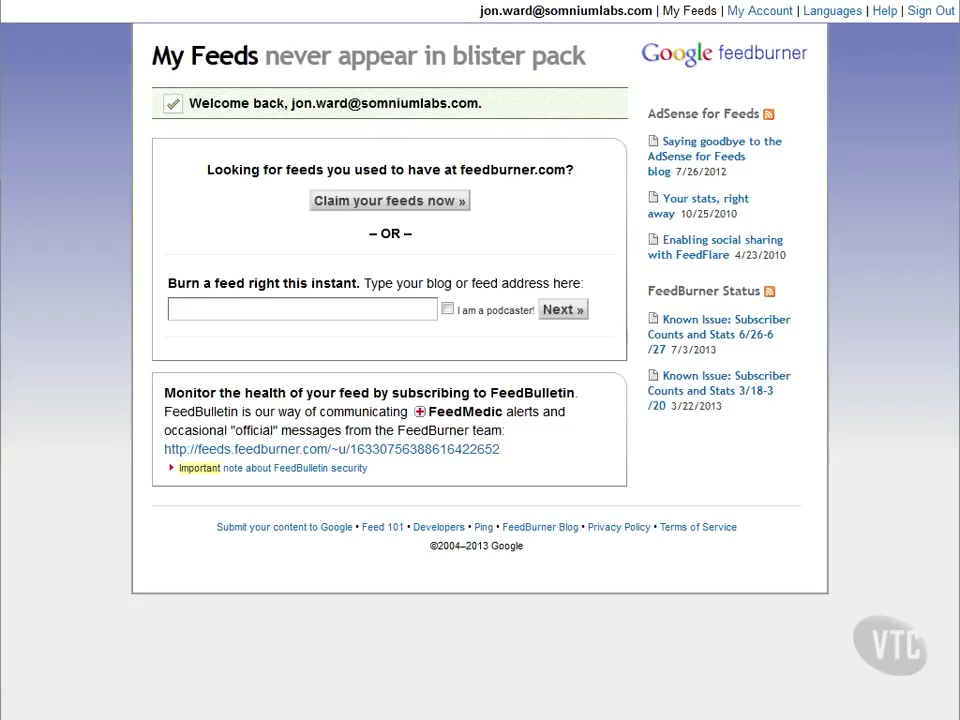 jon.ward@somniumlabs.com | My Feeds | My Account | Languages | Help | Sign Out
My Feeds never appear in blister pack
Google feedburner
Welcome back, jon.ward@somniumlabs.com.
Looking for feeds you used to have at feedburner.com?
Claim your feeds now »
– OR –
Burn a feed right this instant. Type your blog or feed address here:
I am a podcaster! Next »
Monitor the health of your feed by subscribing to FeedBulletin.
FeedBulletin is our way of communicating FeedMedic alerts and
occasional "official" messages from the FeedBurner team:
http://feeds.feedburner.com/~u/16330756388616422652
Important note about FeedBulletin security
AdSense for Feeds
Saying goodbye to the
AdSense for Feeds
blog 7/26/2012
Your stats, right
away 10/25/2010
Enabling social sharing
with FeedFlare 4/23/2010
FeedBurner Status
Known Issue: Subscriber
Counts and Stats 6/26-6
/27 7/3/2013
Known Issue: Subscriber
Counts and Stats 3/18-3
/20 3/22/2013
Submit your content to Google • Feed 101 • Developers • Ping • FeedBurner Blog • Privacy Policy • Terms of Service
©2004–2013 Google
VTC